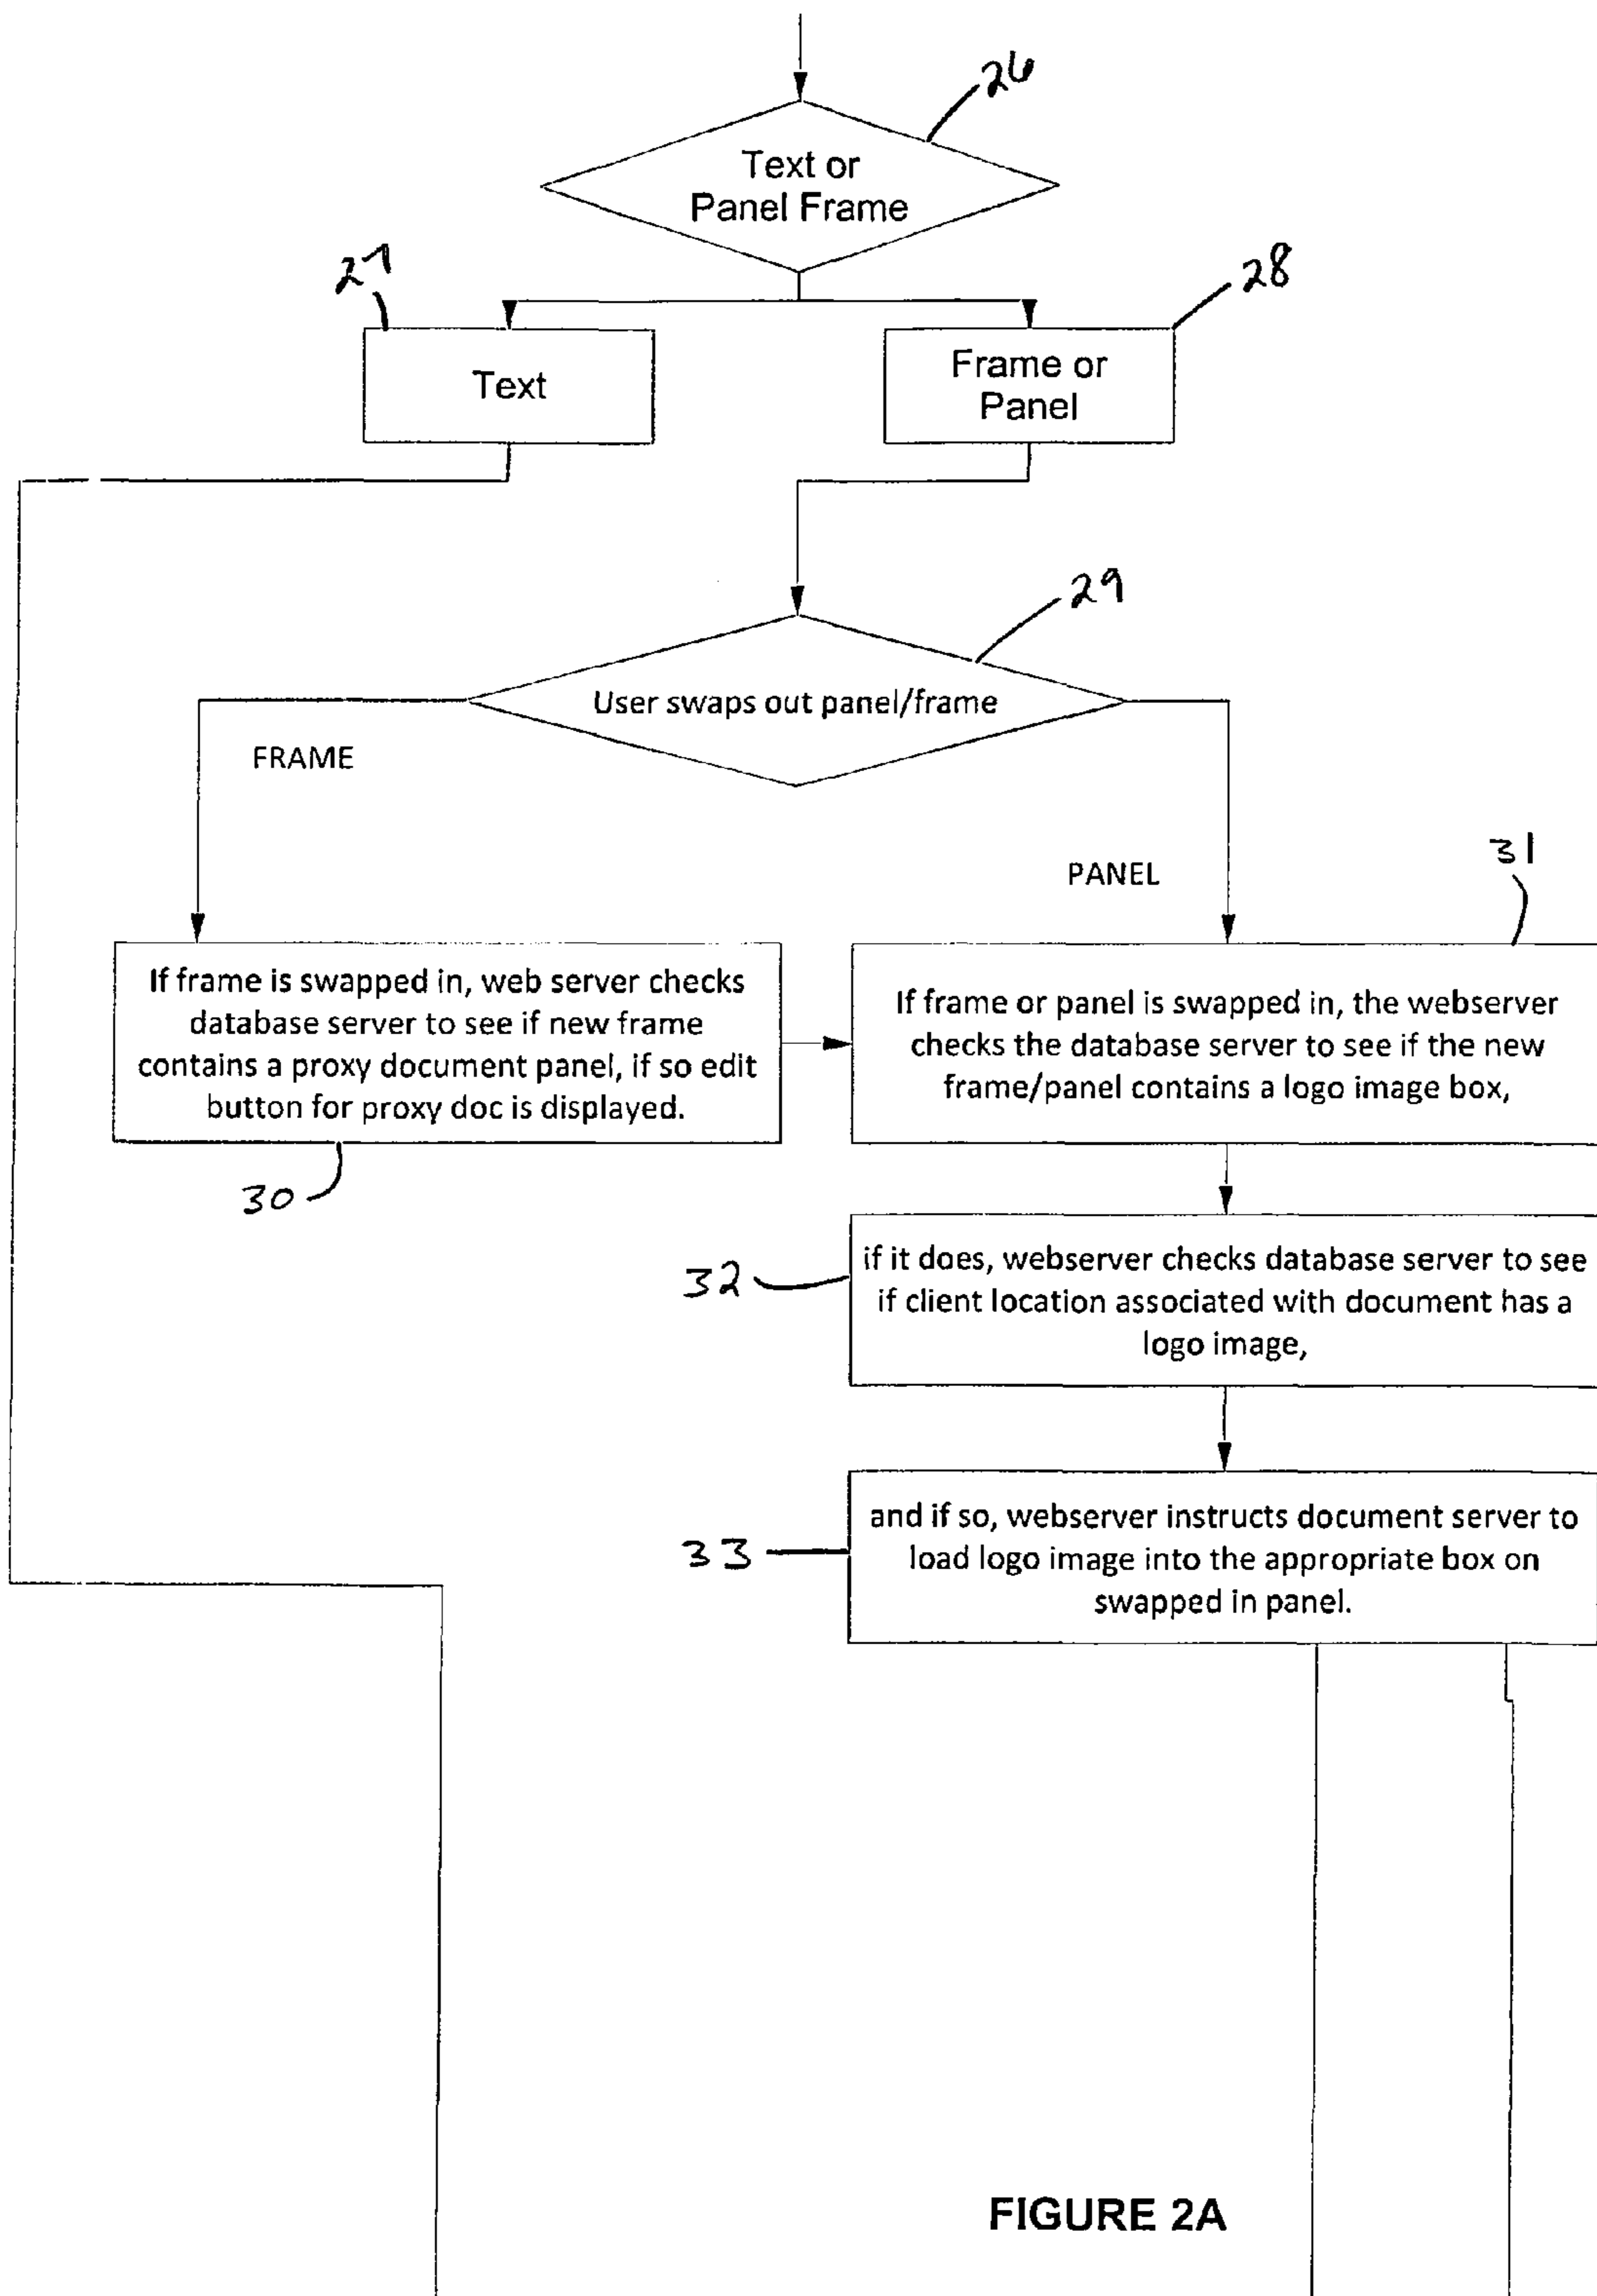 26
Text or
Panel Frame
27
28
Text
Frame or
Panel
29
User swaps out panel/frame
FRAME
PANEL
31
If frame is swapped in, web server checks
database server to see if new frame
contains a proxy document panel, if so edit
button for proxy doc is displayed.
If frame or panel is swapped in, the webserver
checks the database server to see if the new
frame/panel contains a logo image box,
30
32
if it does, webserver checks database server to see
if client location associated with document has a
logo image,
33
and if so, webserver instructs document server to
load logo image into the appropriate box on
swapped in panel.
FIGURE 2A